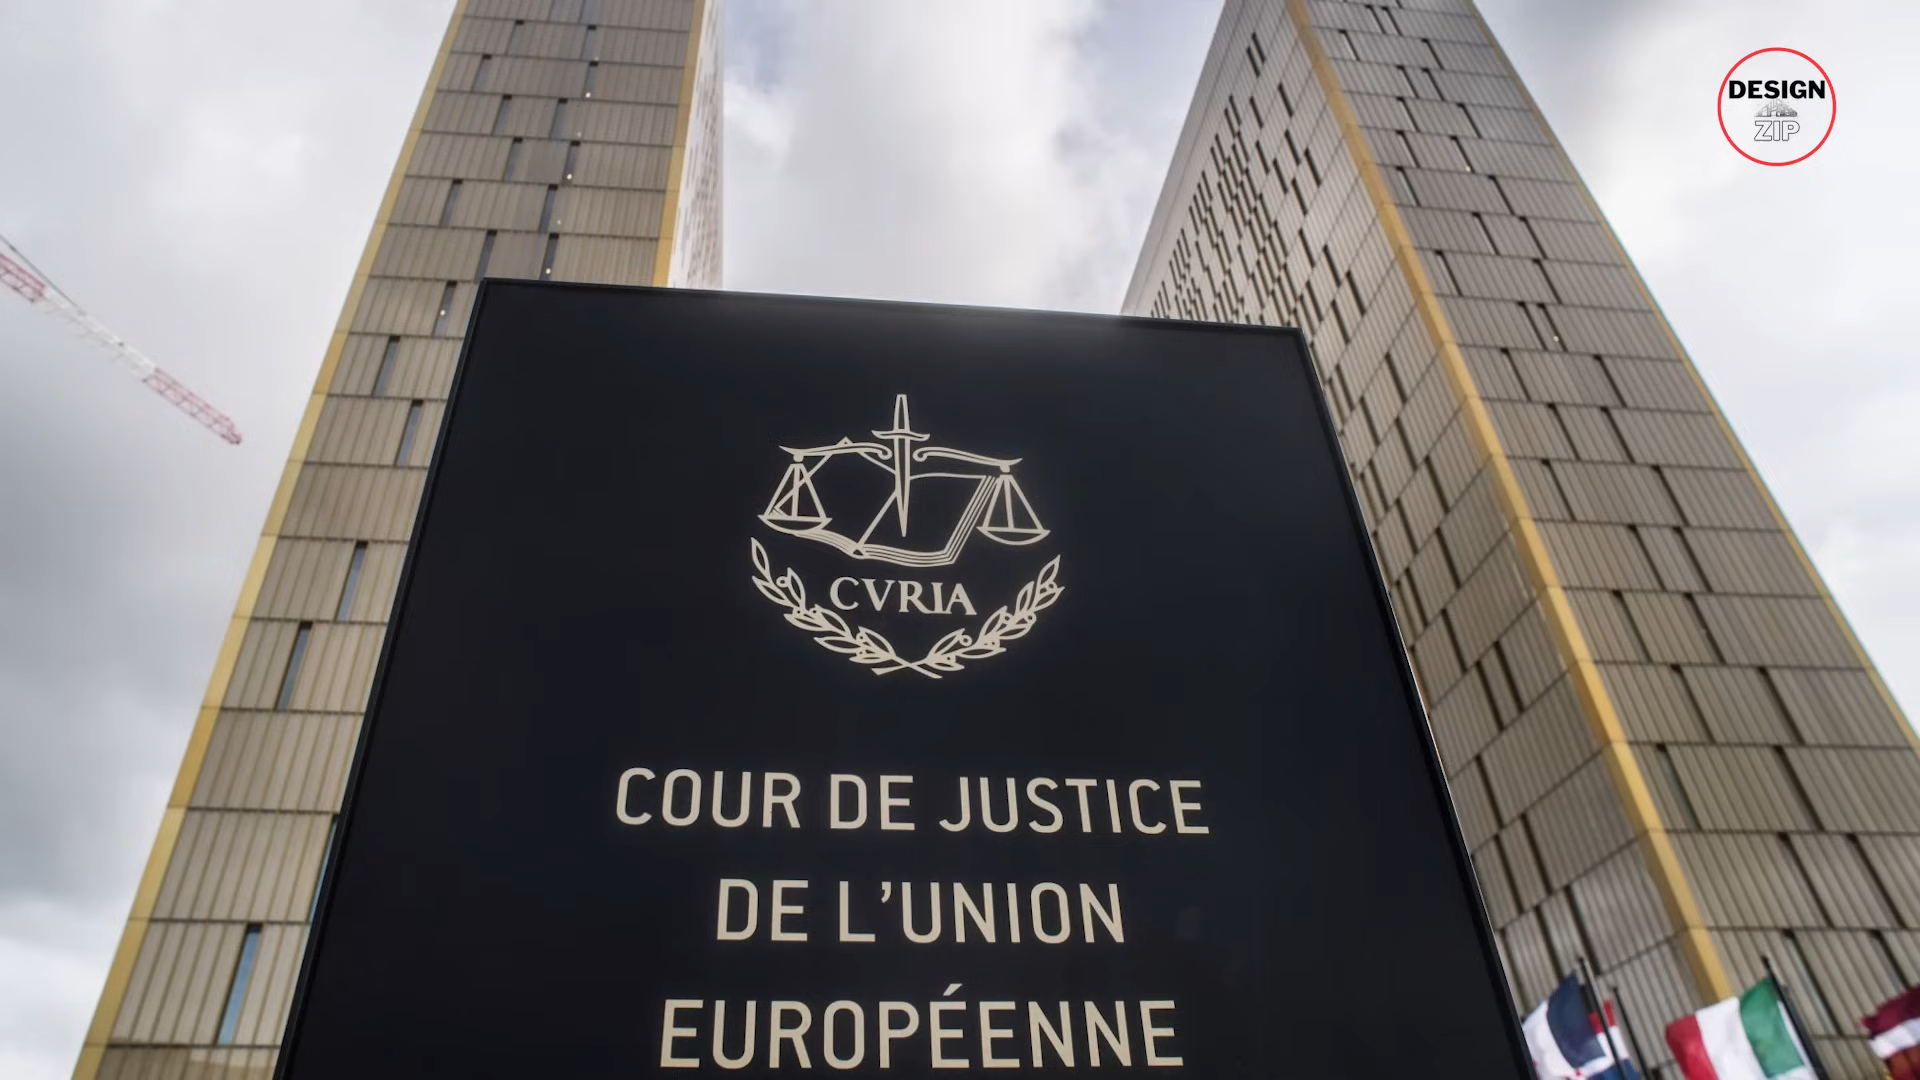 DESIGN
ZIP
CVRIA
COUR DE JUSTICE
DE L’UNION
EUROPÉENNE